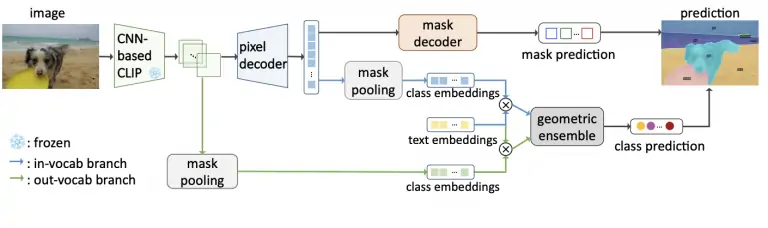 image
CNN-
based
CLIP
pixel
decoder
mask
decoder
mask prediction
prediction
mask
pooling
class embeddings
text embeddings
geometric
ensemble
class prediction
: frozen
: in-vocab branch
: out-vocab branch
mask
pooling
class embeddings